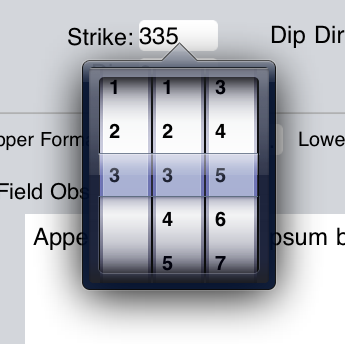 Strike: 335 Dip Dir
1 1 3
2 2 4
pper Form Lowe
3 3 5
Field Obs
4 6
Appe psum b
5 7